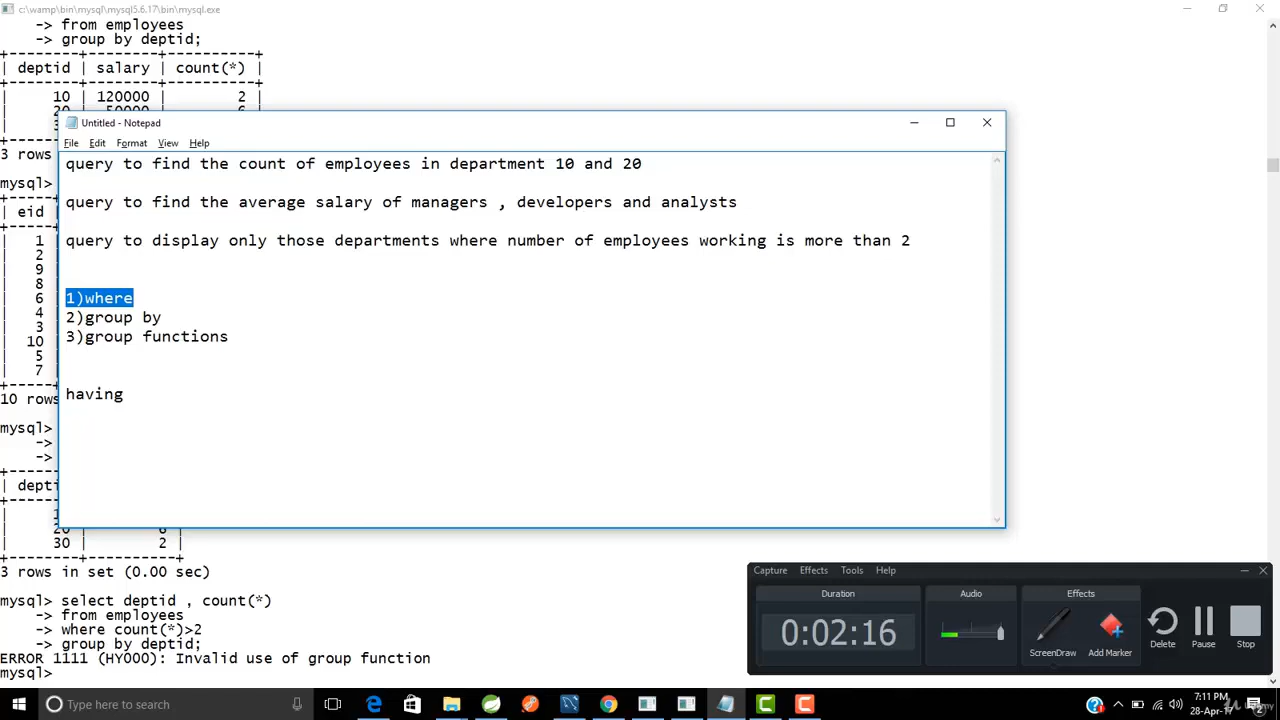 c:\wamp\bin\mysql\mysql5.6.17\bin\mysql.exe
-> from employees
-> group by deptid;
+--------+--------+----------+
| deptid | salary | count(*) |
+--------+--------+----------+
| 10 | 120000 | 2 |
3 rows
mysql>
| eid
1
2
9
8
6
4
3
10
5
7
10 rows
mysql>
->
->
Untitled - Notepad
File Edit Format View Help
query to find the count of employees in department 10 and 20
query to find the average salary of managers , developers and analysts
query to display only those departments where number of employees working is more than 2
1)where
2)group by
3)group functions
having
| 30 | 2 |
+--------+----------+
3 rows in set (0.00 sec)
mysql> select deptid , count(*)
-> from employees
-> where count(*)>2
-> group by deptid;
ERROR 1111 (HY000): Invalid use of group function
mysql>
Capture Effects Tools Help
Duration Audio Effects
0:02:16
ScreenDraw Add Marker Delete Pause Stop
Type here to search
7:11 PM